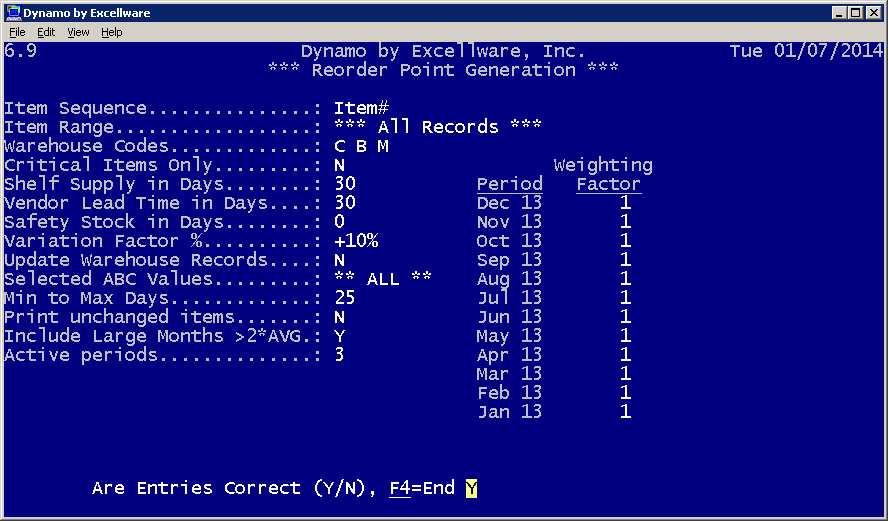 Dynamo by Excellware
File Edit View Help
6.9 Dynamo by Excellware, Inc. Tue 01/07/2014
*** Reorder Point Generation ***
Item Sequence...............: Item#
Item Range..................: *** All Records ***
Warehouse Codes.............: C B M
Critical Items Only.........: N Weighting
Shelf Supply in Days........: 30 Period Factor
Vendor Lead Time in Days....: 30 Dec 13 1
Safety Stock in Days........: 0 Nov 13 1
Variation Factor %..........: +10% Oct 13 1
Update Warehouse Records....: N Sep 13 1
Selected ABC Values.........: ** ALL ** Aug 13 1
Min to Max Days.............: 25 Jul 13 1
Print unchanged items.......: N Jun 13 1
Include Large Months >2*AVG.: Y May 13 1
Active periods..............: 3 Apr 13 1
Mar 13 1
Feb 13 1
Jan 13 1
Are Entries Correct (Y/N), F4=End Y